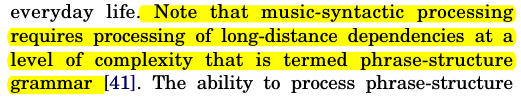 everyday life. Note that music-syntactic processing
requires processing of long-distance dependencies at a
level of complexity that is termed phrase-structure
grammar [41]. The ability to process phrase-structure